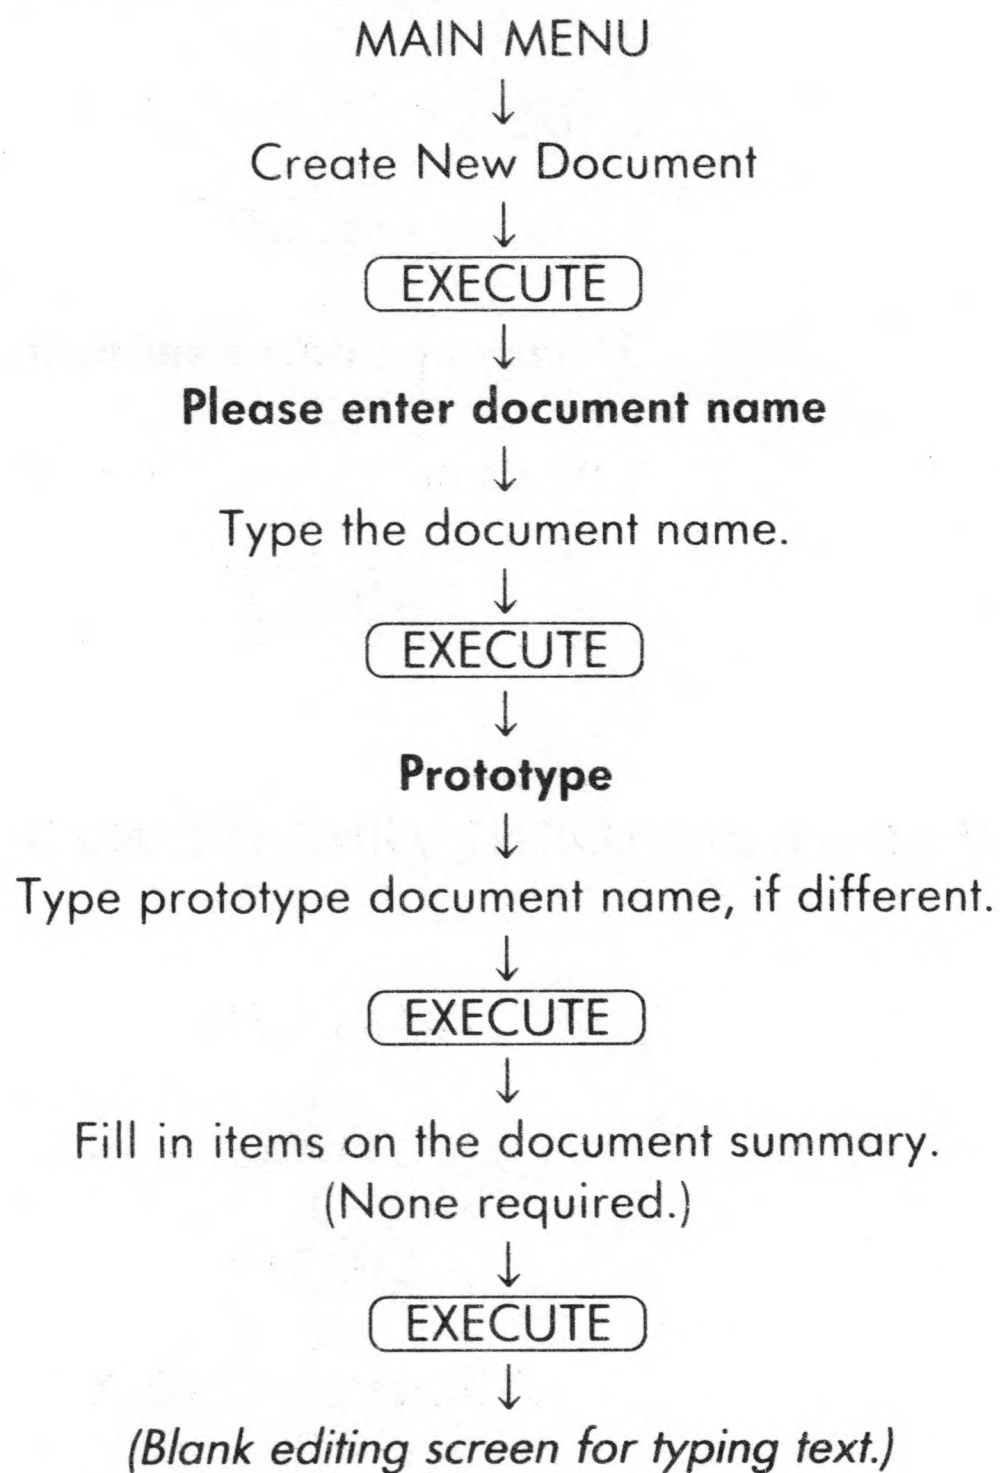 MAIN MENU
↓
Create New Document
↓
EXECUTE
↓
Please enter document name
↓
Type the document name.
↓
EXECUTE
↓
Prototype
↓
Type prototype document name, if different.
↓
EXECUTE
↓
Fill in items on the document summary.
(None required.)
↓
EXECUTE
↓
(Blank editing screen for typing text.)